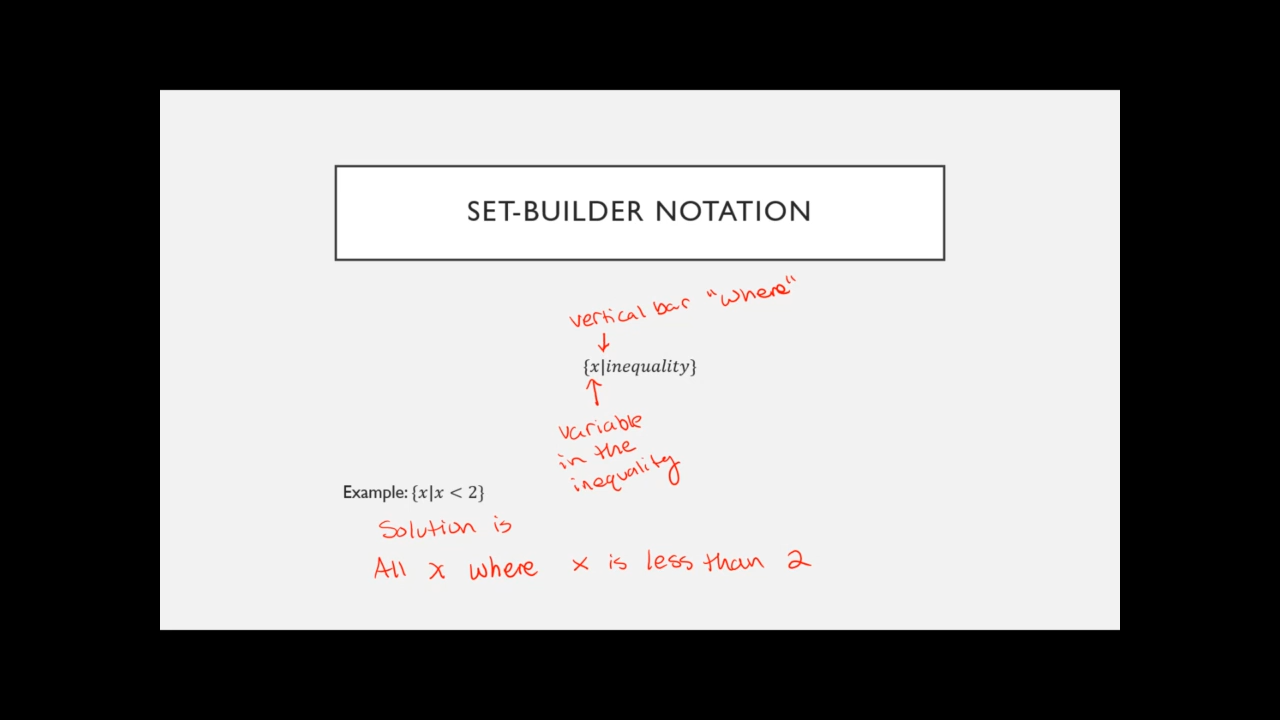 SET-BUILDER NOTATION
vertical bar "where"
{x|inequality}
variable
in the
inequality
Example: {x|x < 2}
Solution is
All x where x is less than 2